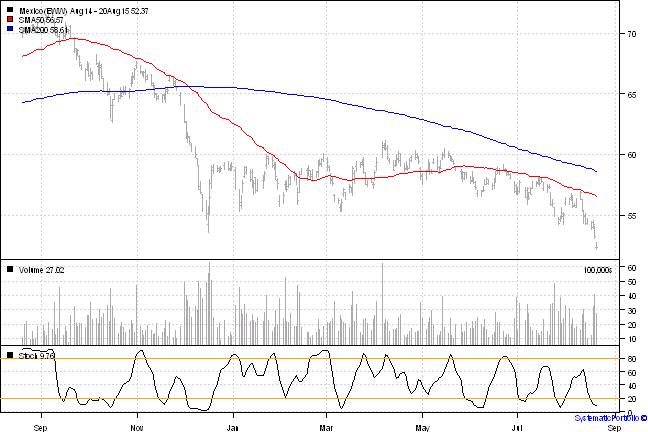 Mexico (EWW) Aug 14 - 20Aug15 52.37
SMA50 56.57
SMA200 58.61
70
65
60
55
Volume 27.02
100,000s
60
50
40
30
20
10
Stoch 9.76
80
60
40
20
0
Sep Nov Jan Mar May Jul Sep
SystematicPortfolio ©